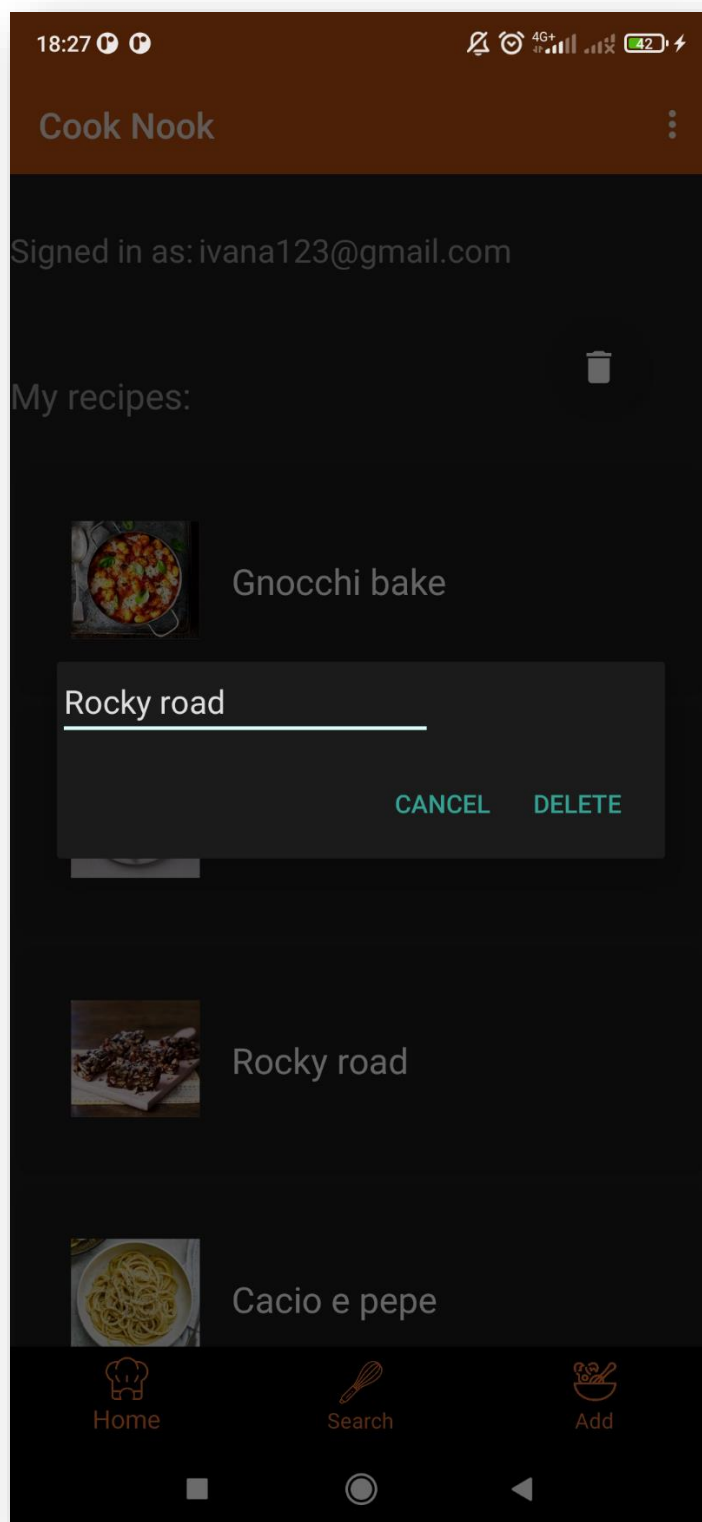 18:27 4G+ 42
Cook Nook
Signed in as: ivana123@gmail.com
My recipes:
Gnocchi bake
Rocky road
CANCEL DELETE
Rocky road
Cacio e pepe
Home Search Add